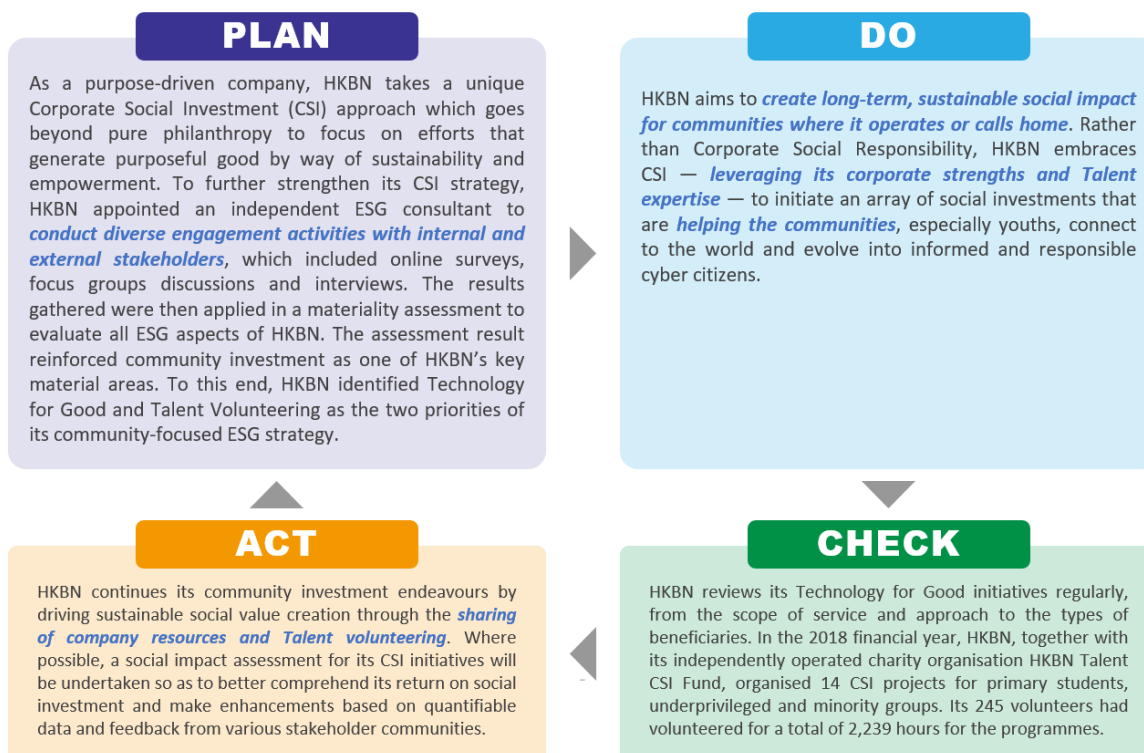 PLAN
As a purpose-driven company, HKBN takes a unique
Corporate Social Investment (CSI) approach which goes
beyond pure philanthropy to focus on efforts that
generate purposeful good by way of sustainability and
empowerment. To further strengthen its CSI strategy,
HKBN appointed an independent ESG consultant to
conduct diverse engagement activities with internal and
external stakeholders, which included online surveys,
focus groups discussions and interviews. The results
gathered were then applied in a materiality assessment to
evaluate all ESG aspects of HKBN. The assessment result
reinforced community investment as one of HKBN’s key
material areas. To this end, HKBN identified Technology
for Good and Talent Volunteering as the two priorities of
its community-focused ESG strategy.
DO
HKBN aims to create long-term, sustainable social impact
for communities where it operates or calls home. Rather
than Corporate Social Responsibility, HKBN embraces
CSI — leveraging its corporate strengths and Talent
expertise — to initiate an array of social investments that
are helping the communities, especially youths, connect
to the world and evolve into informed and responsible
cyber citizens.
CHECK
HKBN reviews its Technology for Good initiatives regularly,
from the scope of service and approach to the types of
beneficiaries. In the 2018 financial year, HKBN, together with
its independently operated charity organisation HKBN Talent
CSI Fund, organised 14 CSI projects for primary students,
underprivileged and minority groups. Its 245 volunteers had
volunteered for a total of 2,239 hours for the programmes.
ACT
HKBN continues its community investment endeavours by
driving sustainable social value creation through the sharing
of company resources and Talent volunteering. Where
possible, a social impact assessment for its CSI initiatives will
be undertaken so as to better comprehend its return on social
investment and make enhancements based on quantifiable
data and feedback from various stakeholder communities.